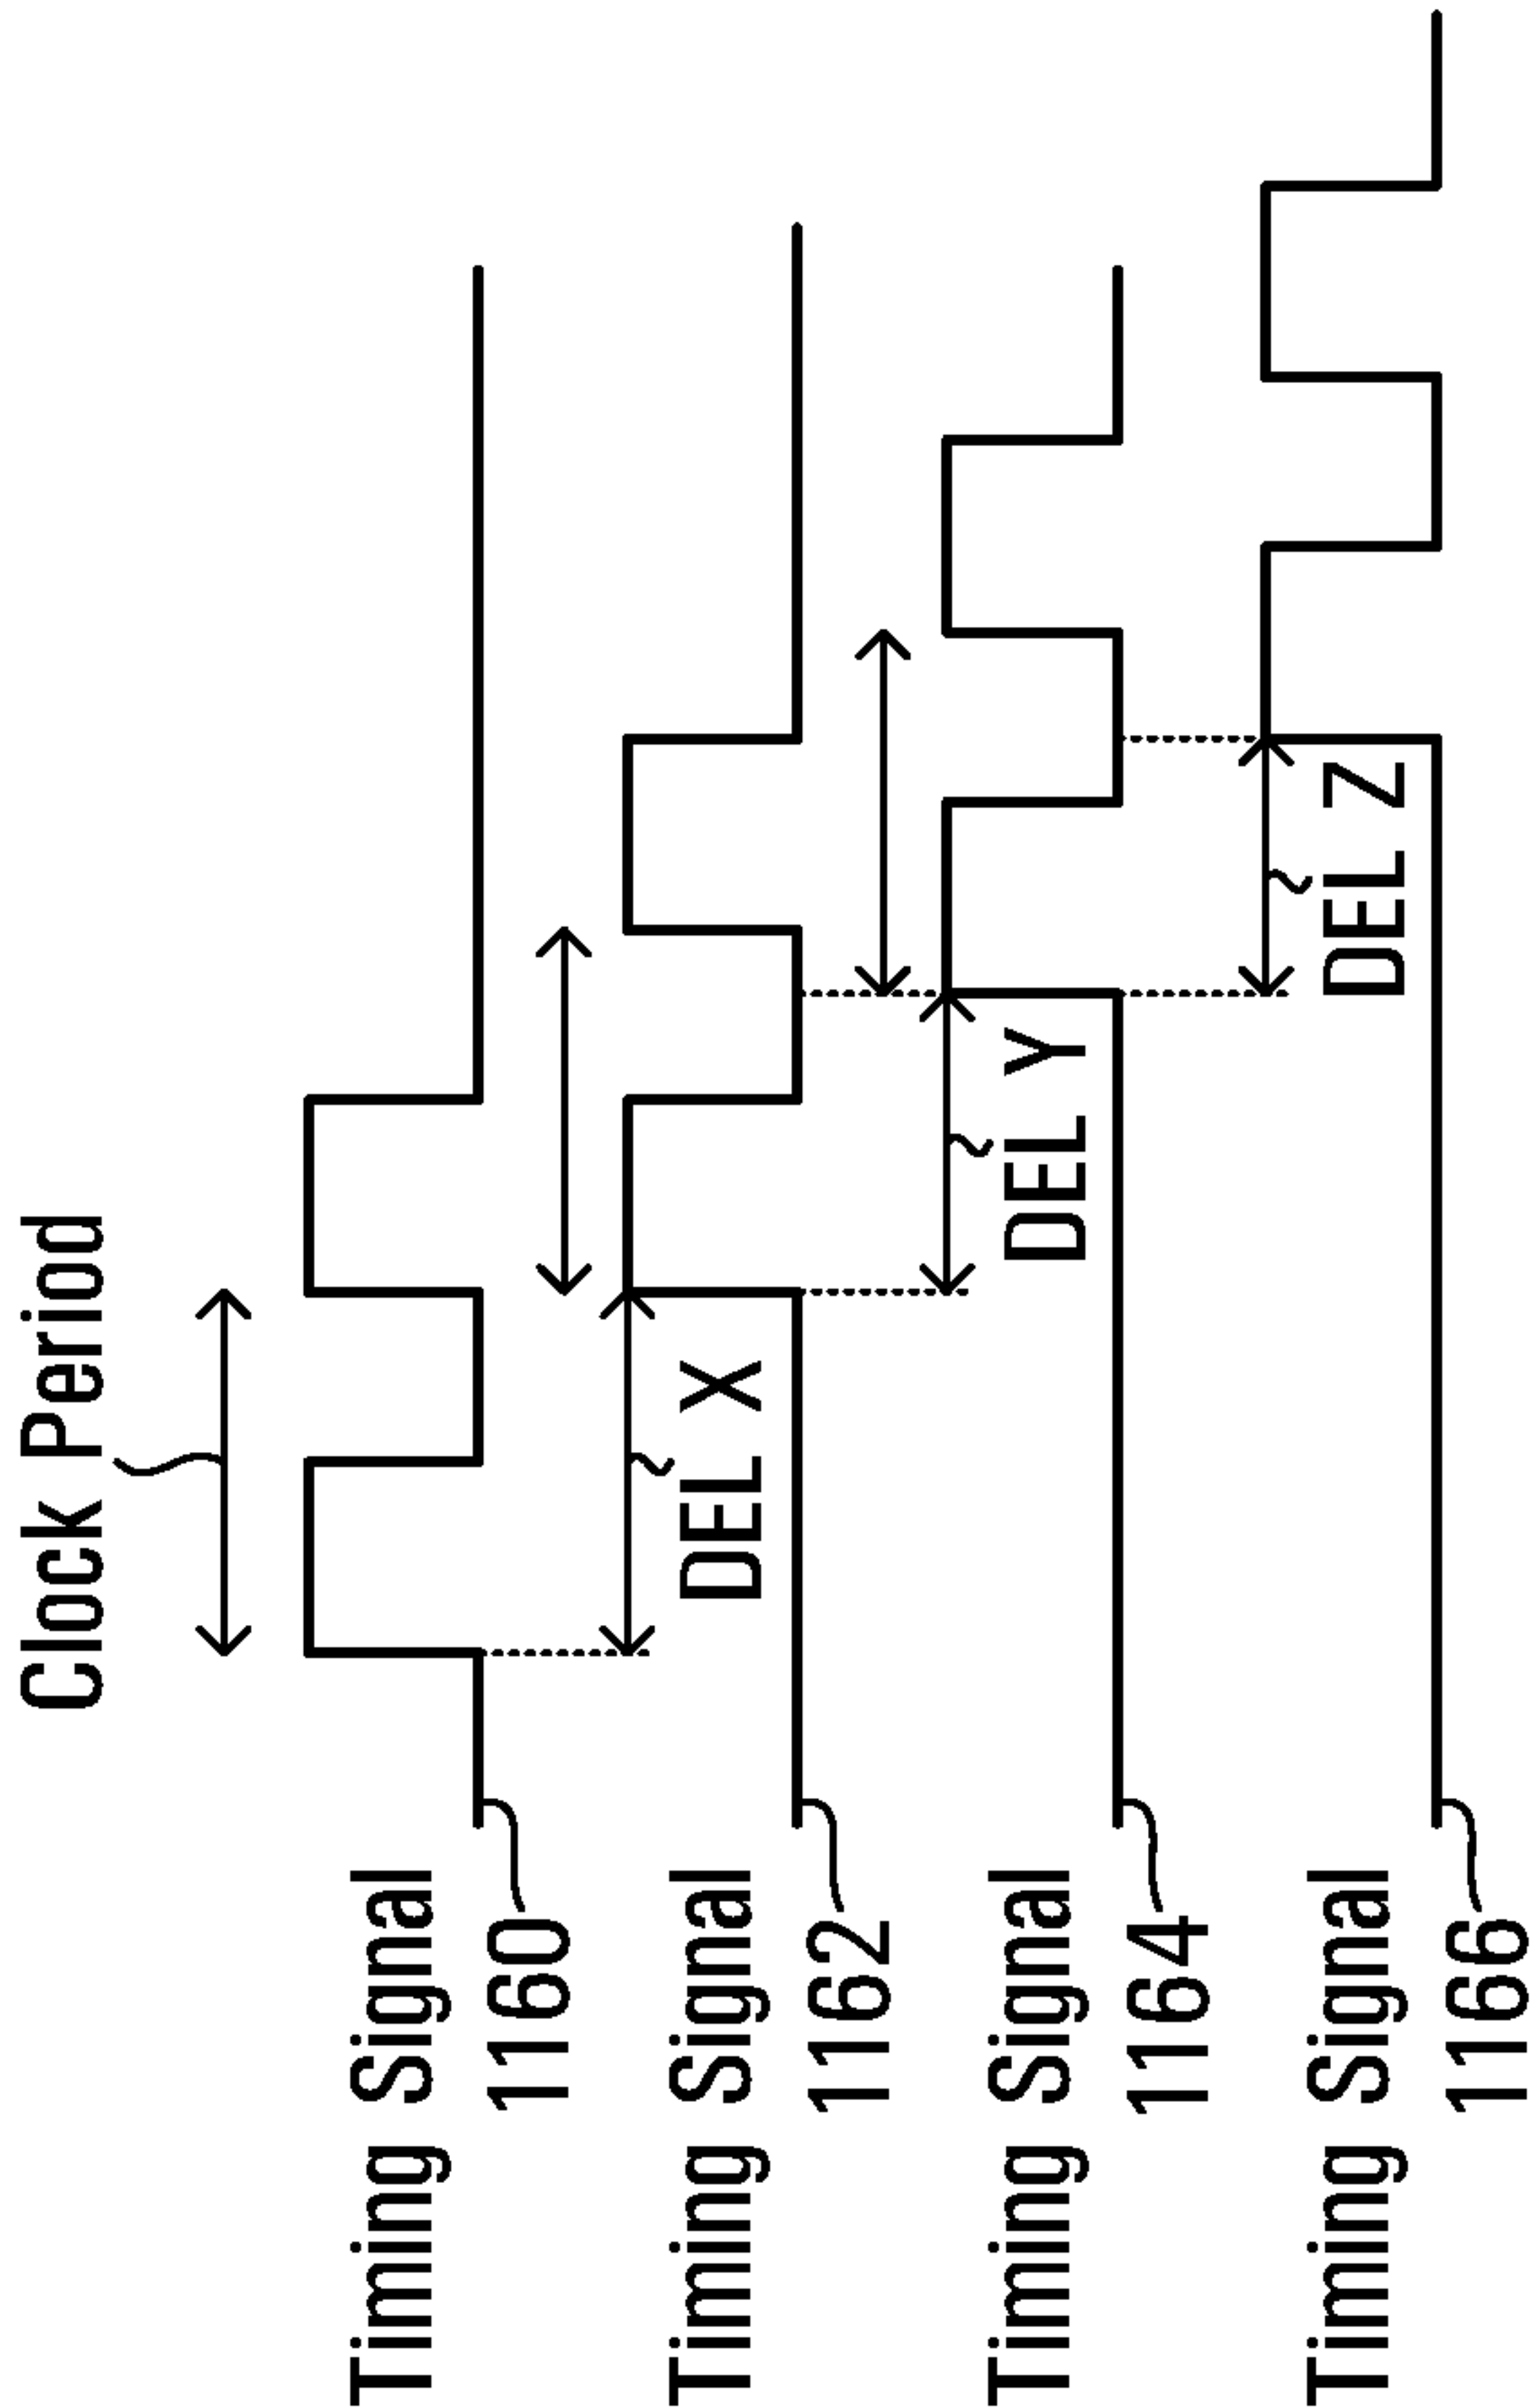 Clock Period
Timing Signal
1160
DEL X
Timing Signal
1162
DEL Y
Timing Signal
1164
DEL Z
Timing Signal
1166